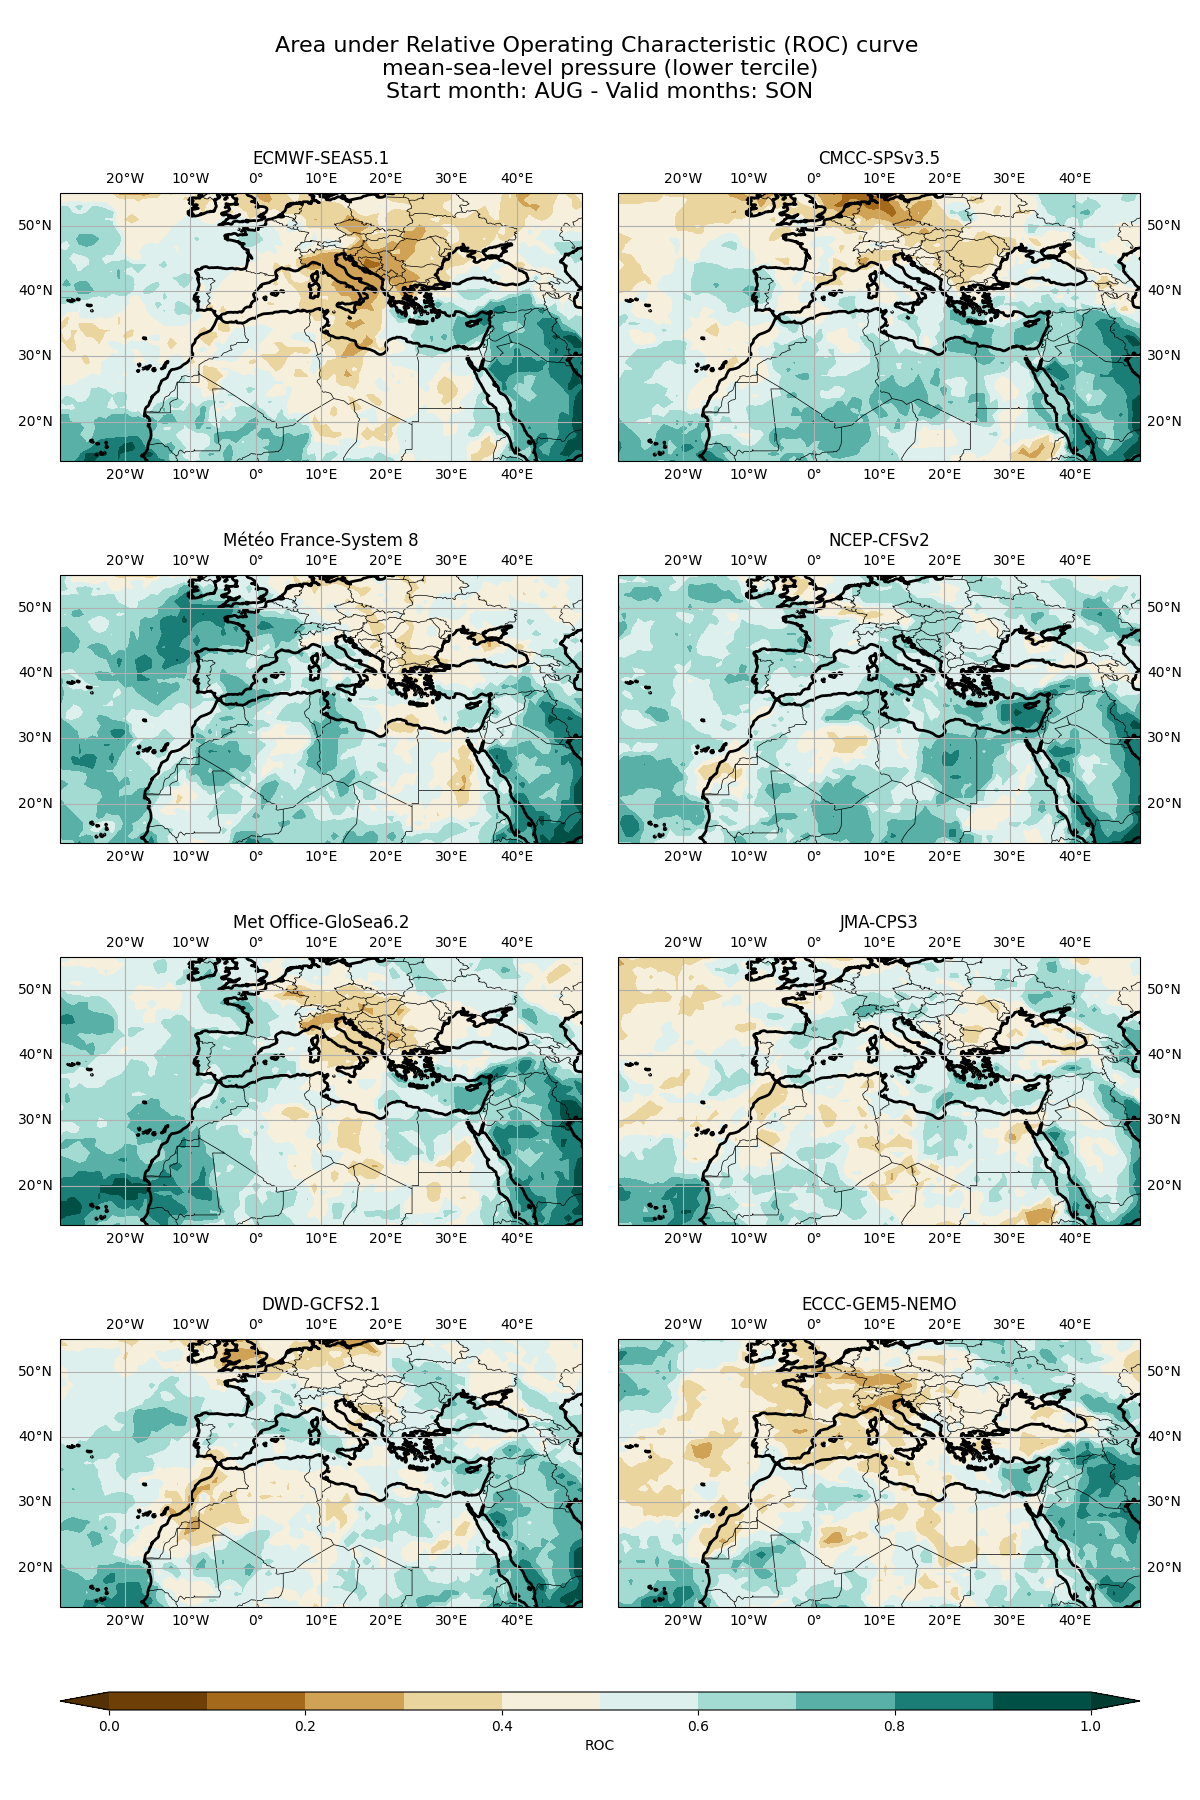 Area under Relative Operating Characteristic (ROC) curve
mean-sea-level pressure (lower tercile)
Start month: AUG - Valid months: SON
ECMWF-SEAS5.1
CMCC-SPSv3.5
20°W 10°W 0° 10°E 20°E 30°E 40°E
20°W 10°W 0° 10°E 20°E 30°E 40°E
50°N 50°N
40°N 40°N
30°N 30°N
20°N 20°N
20°W 10°W 0° 10°E 20°E 30°E 40°E
20°W 10°W 0° 10°E 20°E 30°E 40°E
Météo France-System 8
NCEP-CFSv2
20°W 10°W 0° 10°E 20°E 30°E 40°E
20°W 10°W 0° 10°E 20°E 30°E 40°E
50°N 50°N
40°N 40°N
30°N 30°N
20°N 20°N
20°W 10°W 0° 10°E 20°E 30°E 40°E
20°W 10°W 0° 10°E 20°E 30°E 40°E
Met Office-GloSea6.2
JMA-CPS3
20°W 10°W 0° 10°E 20°E 30°E 40°E
20°W 10°W 0° 10°E 20°E 30°E 40°E
50°N 50°N
40°N 40°N
30°N 30°N
20°N 20°N
20°W 10°W 0° 10°E 20°E 30°E 40°E
20°W 10°W 0° 10°E 20°E 30°E 40°E
DWD-GCFS2.1
ECCC-GEM5-NEMO
20°W 10°W 0° 10°E 20°E 30°E 40°E
20°W 10°W 0° 10°E 20°E 30°E 40°E
50°N 50°N
40°N 40°N
30°N 30°N
20°N 20°N
20°W 10°W 0° 10°E 20°E 30°E 40°E
20°W 10°W 0° 10°E 20°E 30°E 40°E
0.0 0.2 0.4 0.6 0.8 1.0
ROC